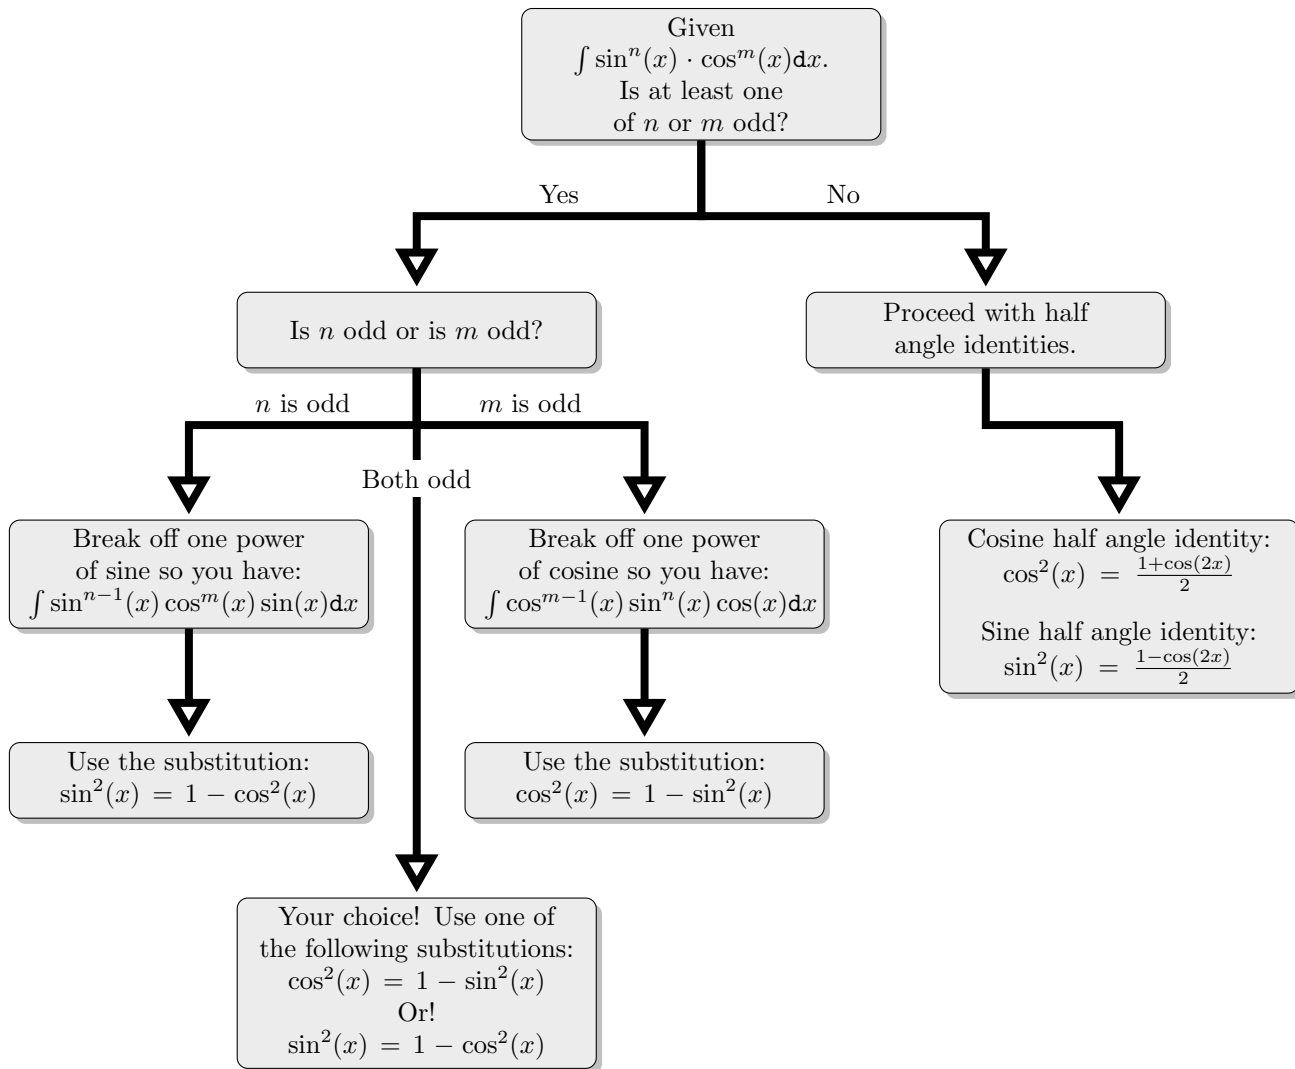 Given
∫ sinⁿ(x) · cosᵐ(x)dx.
Is at least one
of n or m odd?
Yes
No
Is n odd or is m odd?
Proceed with half
angle identities.
n is odd
m is odd
Both odd
Break off one power
of sine so you have:
∫ sinⁿ⁻¹(x) cosᵐ(x) sin(x)dx
Break off one power
of cosine so you have:
∫ cosᵐ⁻¹(x) sinⁿ(x) cos(x)dx
Cosine half angle identity:
cos²(x) = (1+cos(2x))/2
Sine half angle identity:
sin²(x) = (1−cos(2x))/2
Use the substitution:
sin²(x) = 1 − cos²(x)
Use the substitution:
cos²(x) = 1 − sin²(x)
Your choice! Use one of
the following substitutions:
cos²(x) = 1 − sin²(x)
Or!
sin²(x) = 1 − cos²(x)